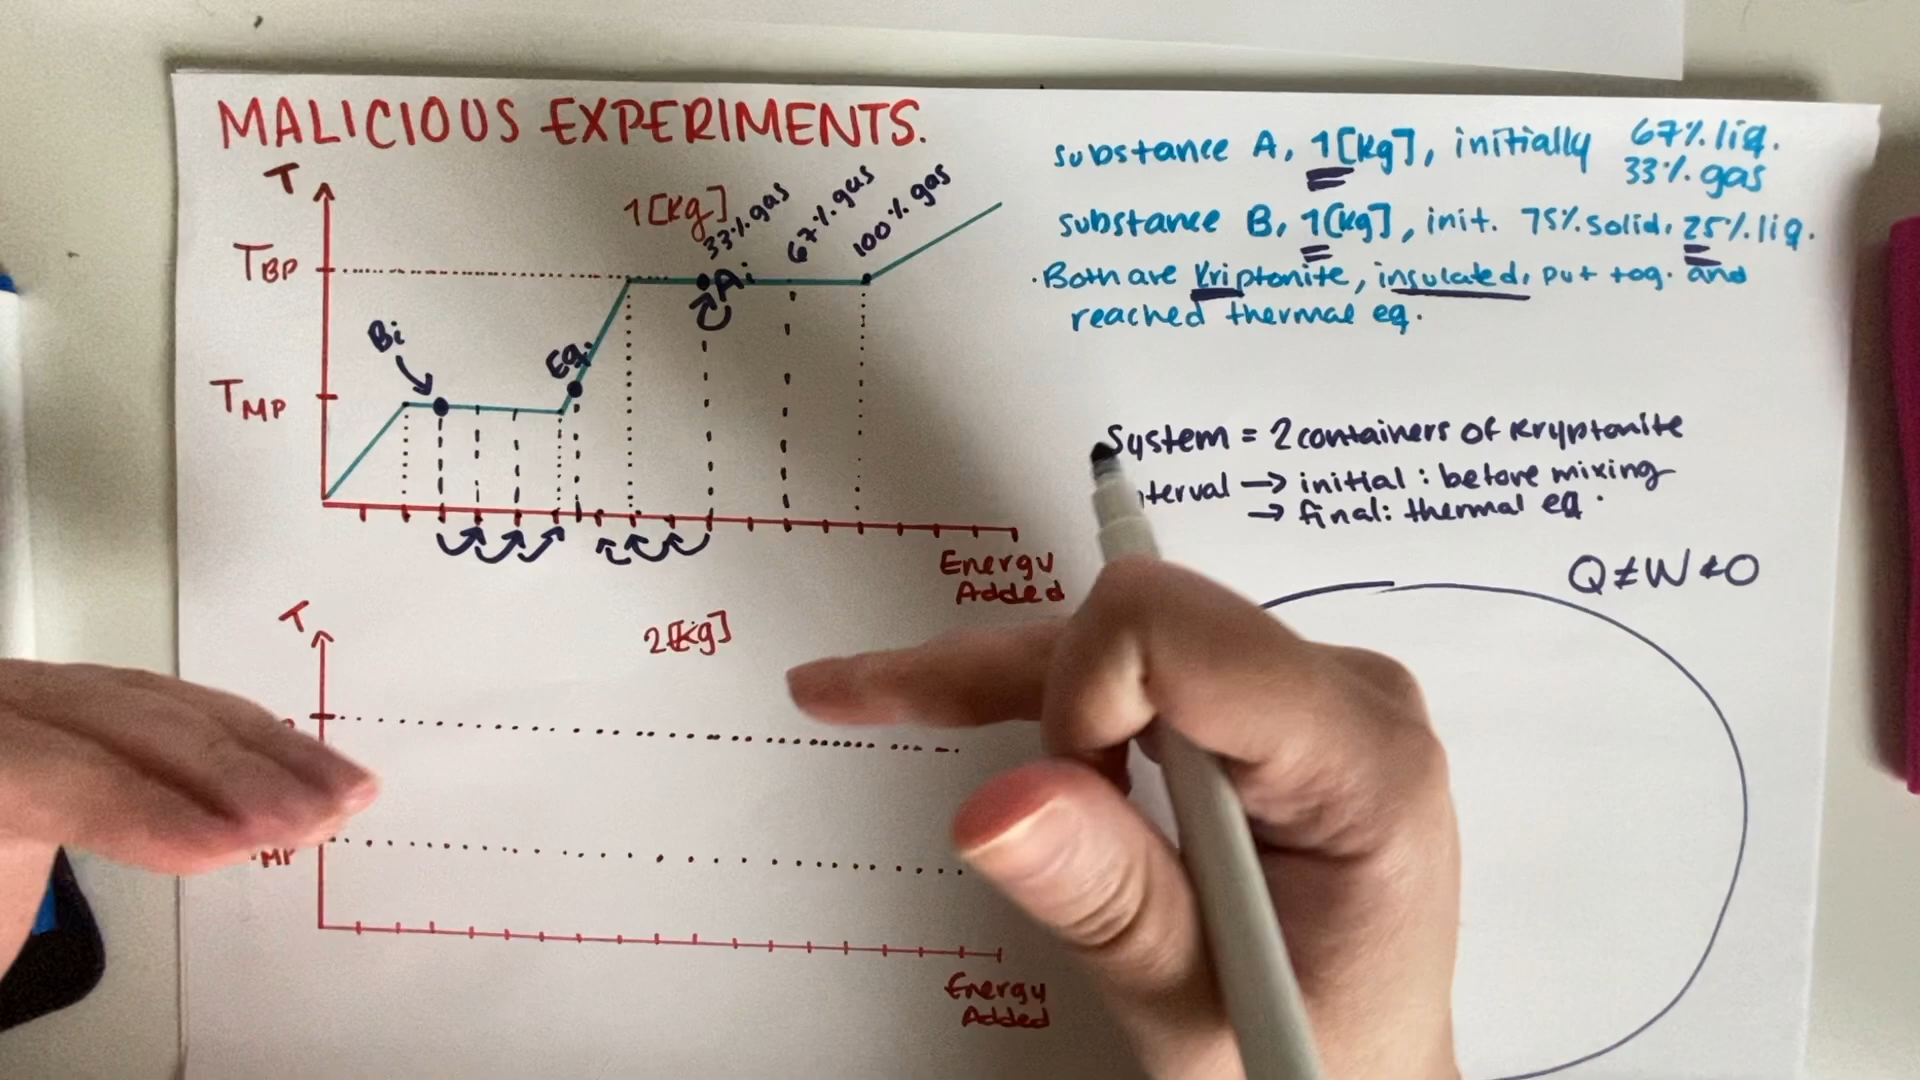 MALICIOUS EXPERIMENTS.
T
1[kg]
33% gas
67% gas
100% gas
TBP
Ai
Bi
Eq.
TMP
Energy
Added
substance A, 1[kg], initially 67% liq.
33% gas
substance B, 1[kg], init. 75% solid, 25% liq.
· Both are Kriptonite, insulated, put tog. and
reached thermal eq.
System = 2 containers of Kryptonite
nterval → initial : before mixing
→ final: thermal eq.
T
2[kg]
MP
Energy
Added